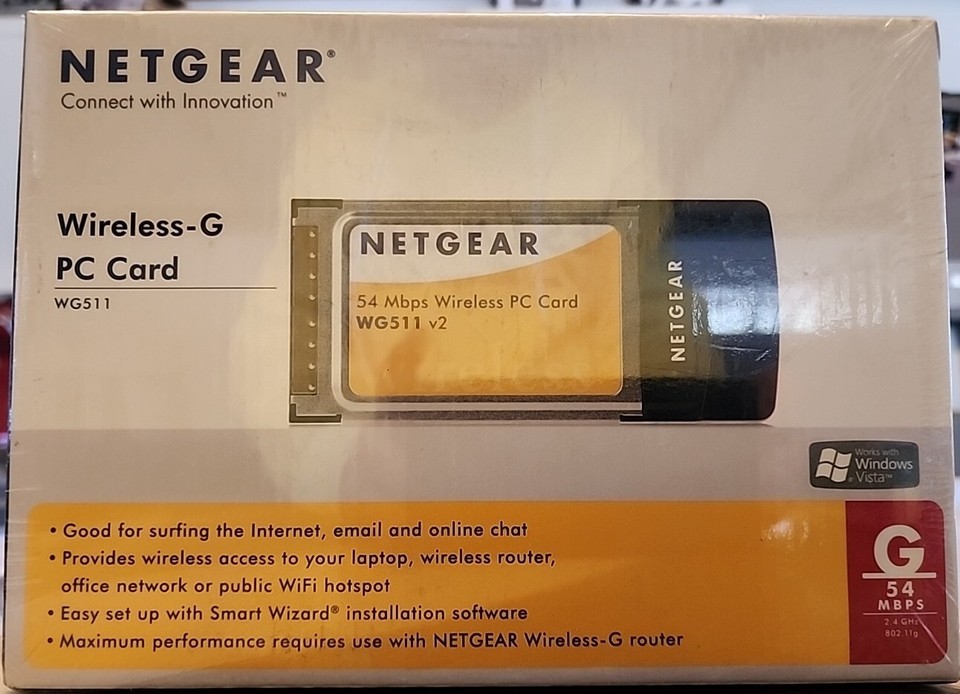 NETGEAR®
Connect with Innovation™
Wireless-G
PC Card
WG511
NETGEAR
54 Mbps Wireless PC Card
WG511 v2
NETGEAR
Works with
Windows
Vista™
• Good for surfing the Internet, email and online chat
• Provides wireless access to your laptop, wireless router,
office network or public WiFi hotspot
• Easy set up with Smart Wizard® installation software
• Maximum performance requires use with NETGEAR Wireless-G router
G
54
MBPS
2.4 GHz
802.11g